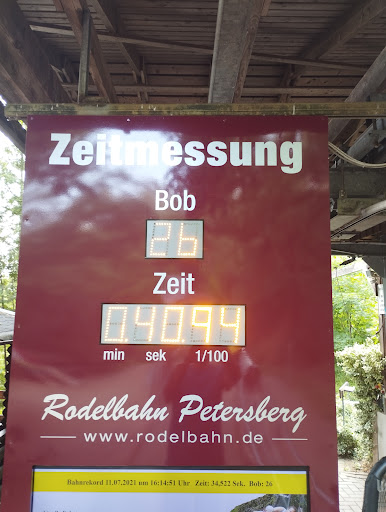 Zeitmessung
Bob
26
Zeit
0.40.94
min sek 1/100
Rodelbahn Petersberg
www.rodelbahn.de
Bahnrekord 11.07.2021 um 16:14:51 Uhr Zeit: 34,522 Sek. Bob: 26